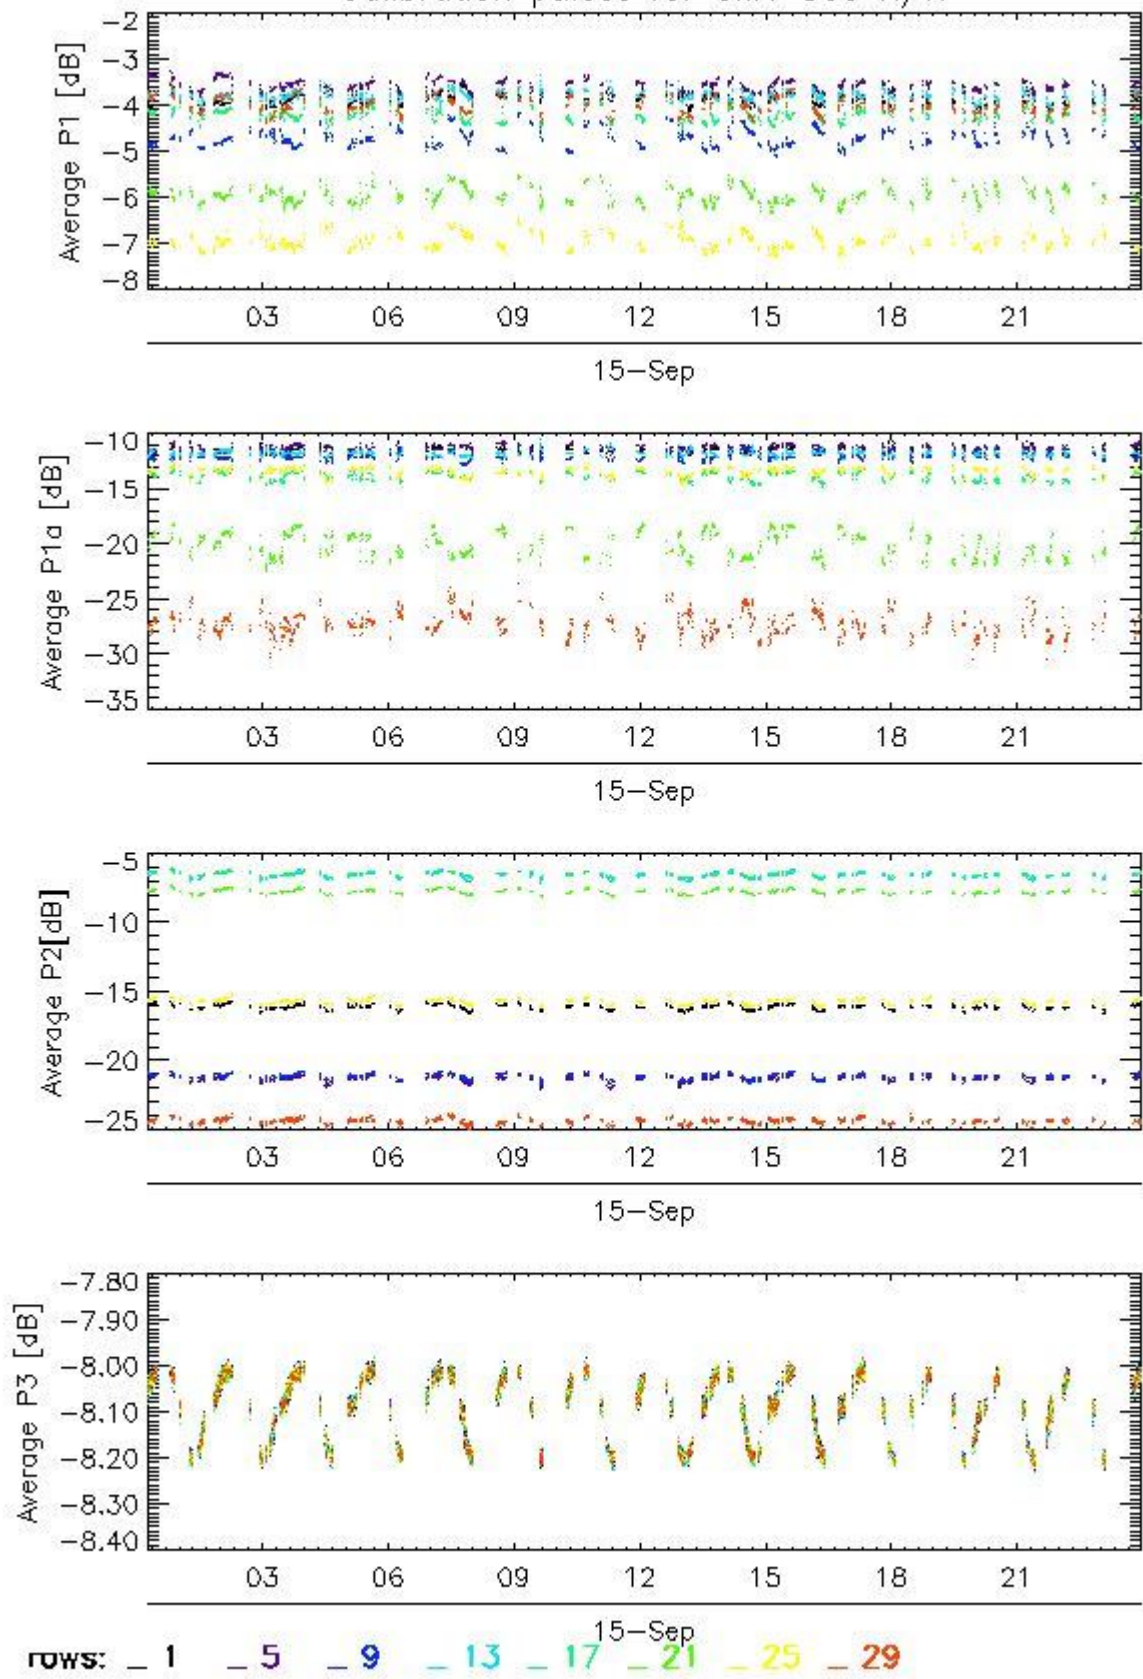 -2
-3
-4
-5
-6
-7
-8
Average P1 [dB]
03 06 09 12 15 18 21
15-Sep
-10
-15
-20
-25
-30
-35
Average P1a [dB]
03 06 09 12 15 18 21
15-Sep
-5
-10
-15
-20
-25
Average P2[dB]
03 06 09 12 15 18 21
15-Sep
-7.80
-7.90
-8.00
-8.10
-8.20
-8.30
-8.40
Average P3 [dB]
03 06 09 12 15 18 21
15-Sep
rows: _ 1 _ 5 _ 9 _ 13 _ 17 _ 21 _ 25 _ 29